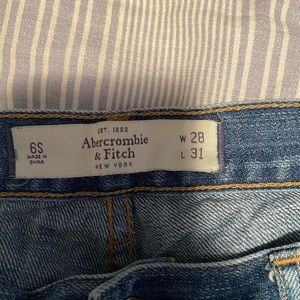 EST. 1892
6S
MADE IN
CHINA
Abercrombie
& Fitch
NEW YORK
W 28
L 31